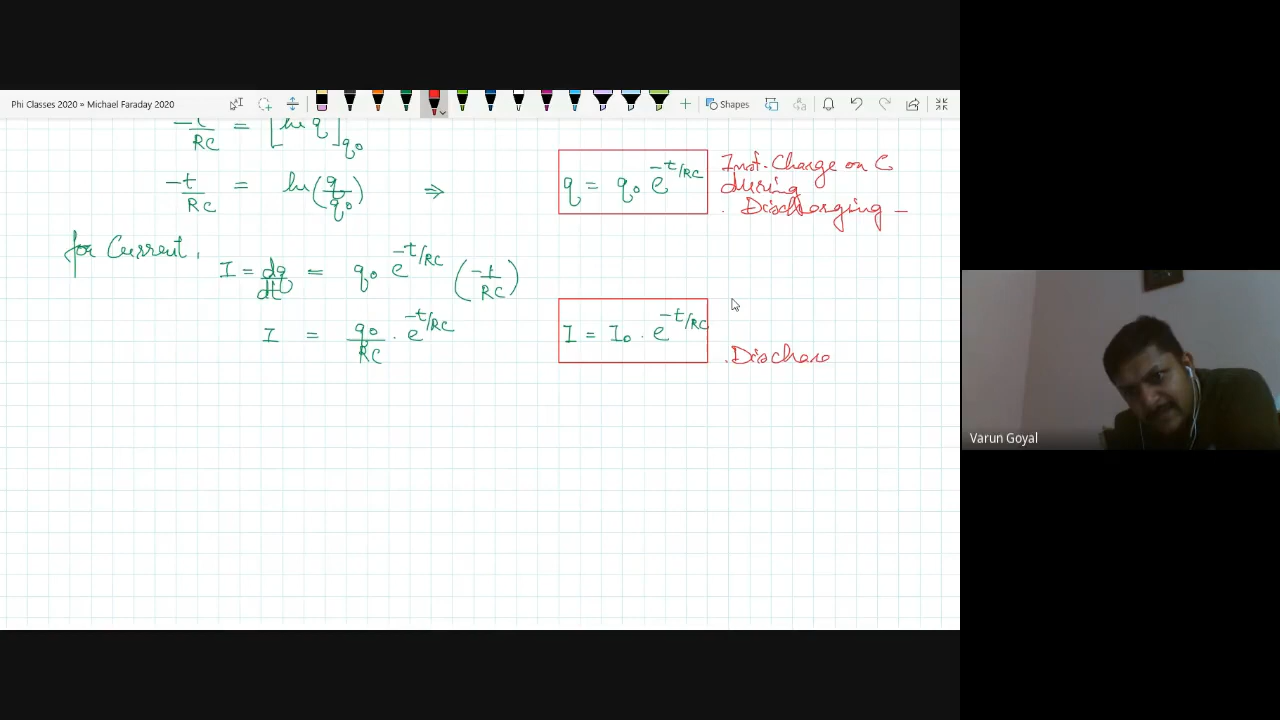 Phi Classes 2020 » Michael Faraday 2020
Shapes
-t/RC = [ln q]q₀
-t/RC = ln(q/q₀) ⇒
q = q₀ e^(-t/RC)
Inst. Charge on C
during
. Discharging -
for Current,
I = dq/dt = q₀ e^(-t/RC) (-1/RC)
I = q₀/RC . e^(-t/RC)
I = I₀ . e^(-t/RC)
. Discharg
Varun Goyal